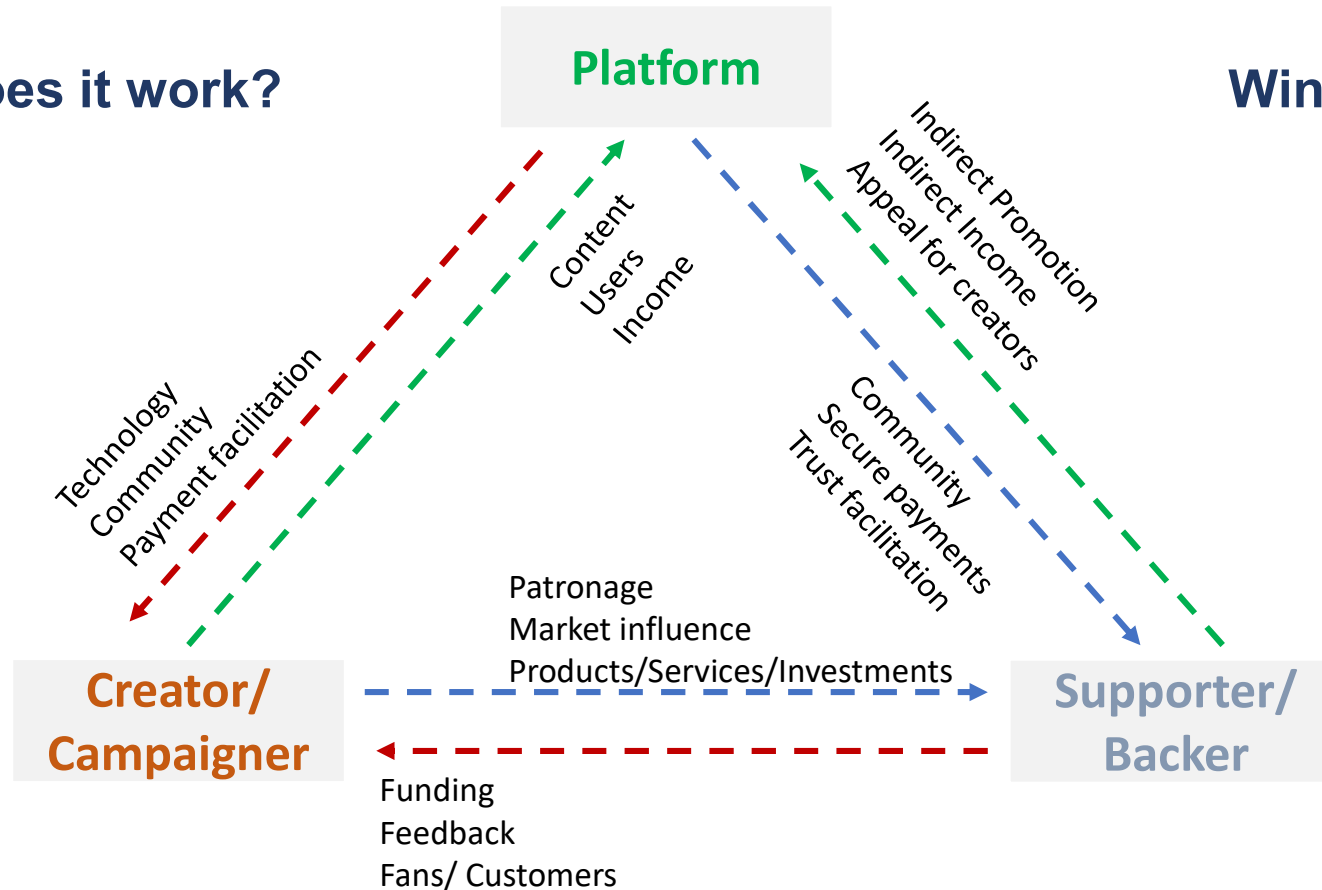 oes it work?
Platform
Win
Indirect Promotion
Indirect Income
Appeal for creators
Content
Users
Income
Technology
Community
Payment facilitation
Community
Secure payments
Trust facilitation
Patronage
Market influence
Products/Services/Investments
Creator/
Campaigner
Supporter/
Backer
Funding
Feedback
Fans/ Customers